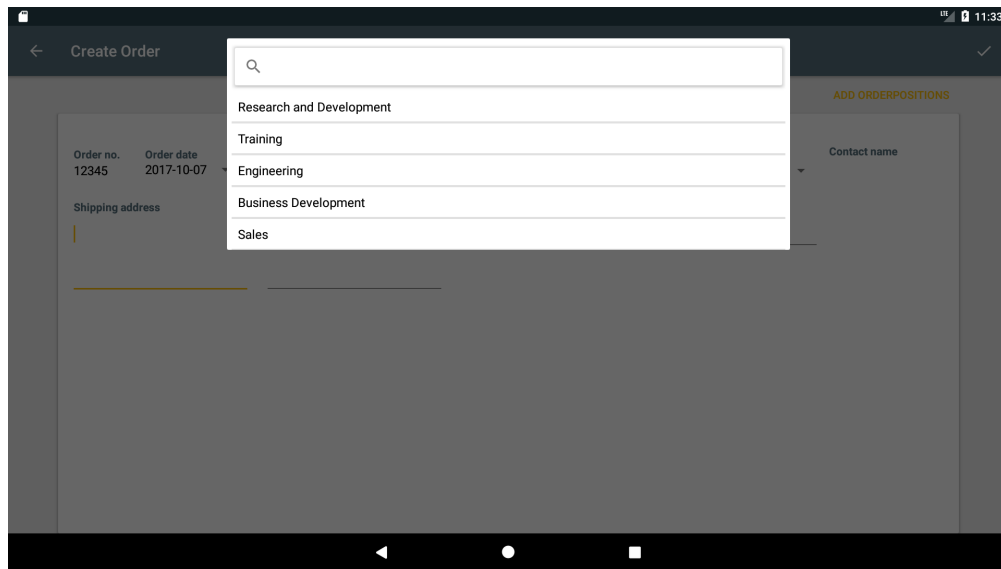 LTE 11:33
Create Order
ADD ORDERPOSITIONS
Research and Development
Training
Engineering
Business Development
Sales
Order no. Order date Contact name
12345 2017-10-07
Shipping address